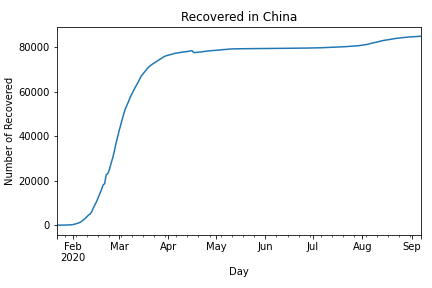 Recovered in China
Number of Recovered
80000
60000
40000
20000
0
Feb Mar Apr May Jun Jul Aug Sep
2020
Day